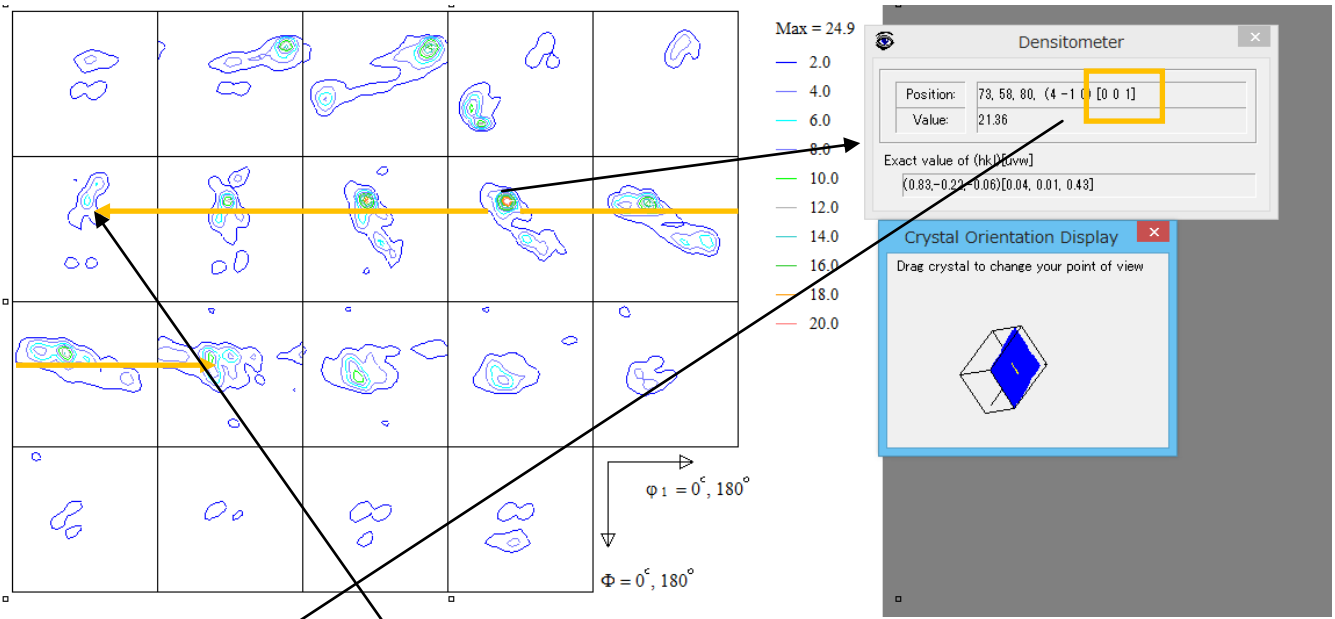 Max = 24.9
2.0
4.0
6.0
8.0
10.0
12.0
14.0
16.0
18.0
20.0
φ 1 = 0°, 180°
Φ = 0°, 180°
Densitometer
Position: 73, 58, 80, (4 -1 0) [0 0 1]
Value: 21.36
Exact value of (hkl)[uvw]
(0.83,-0.22,-0.06)[0.04, 0.01, 0.43]
Crystal Orientation Display
Drag crystal to change your point of view